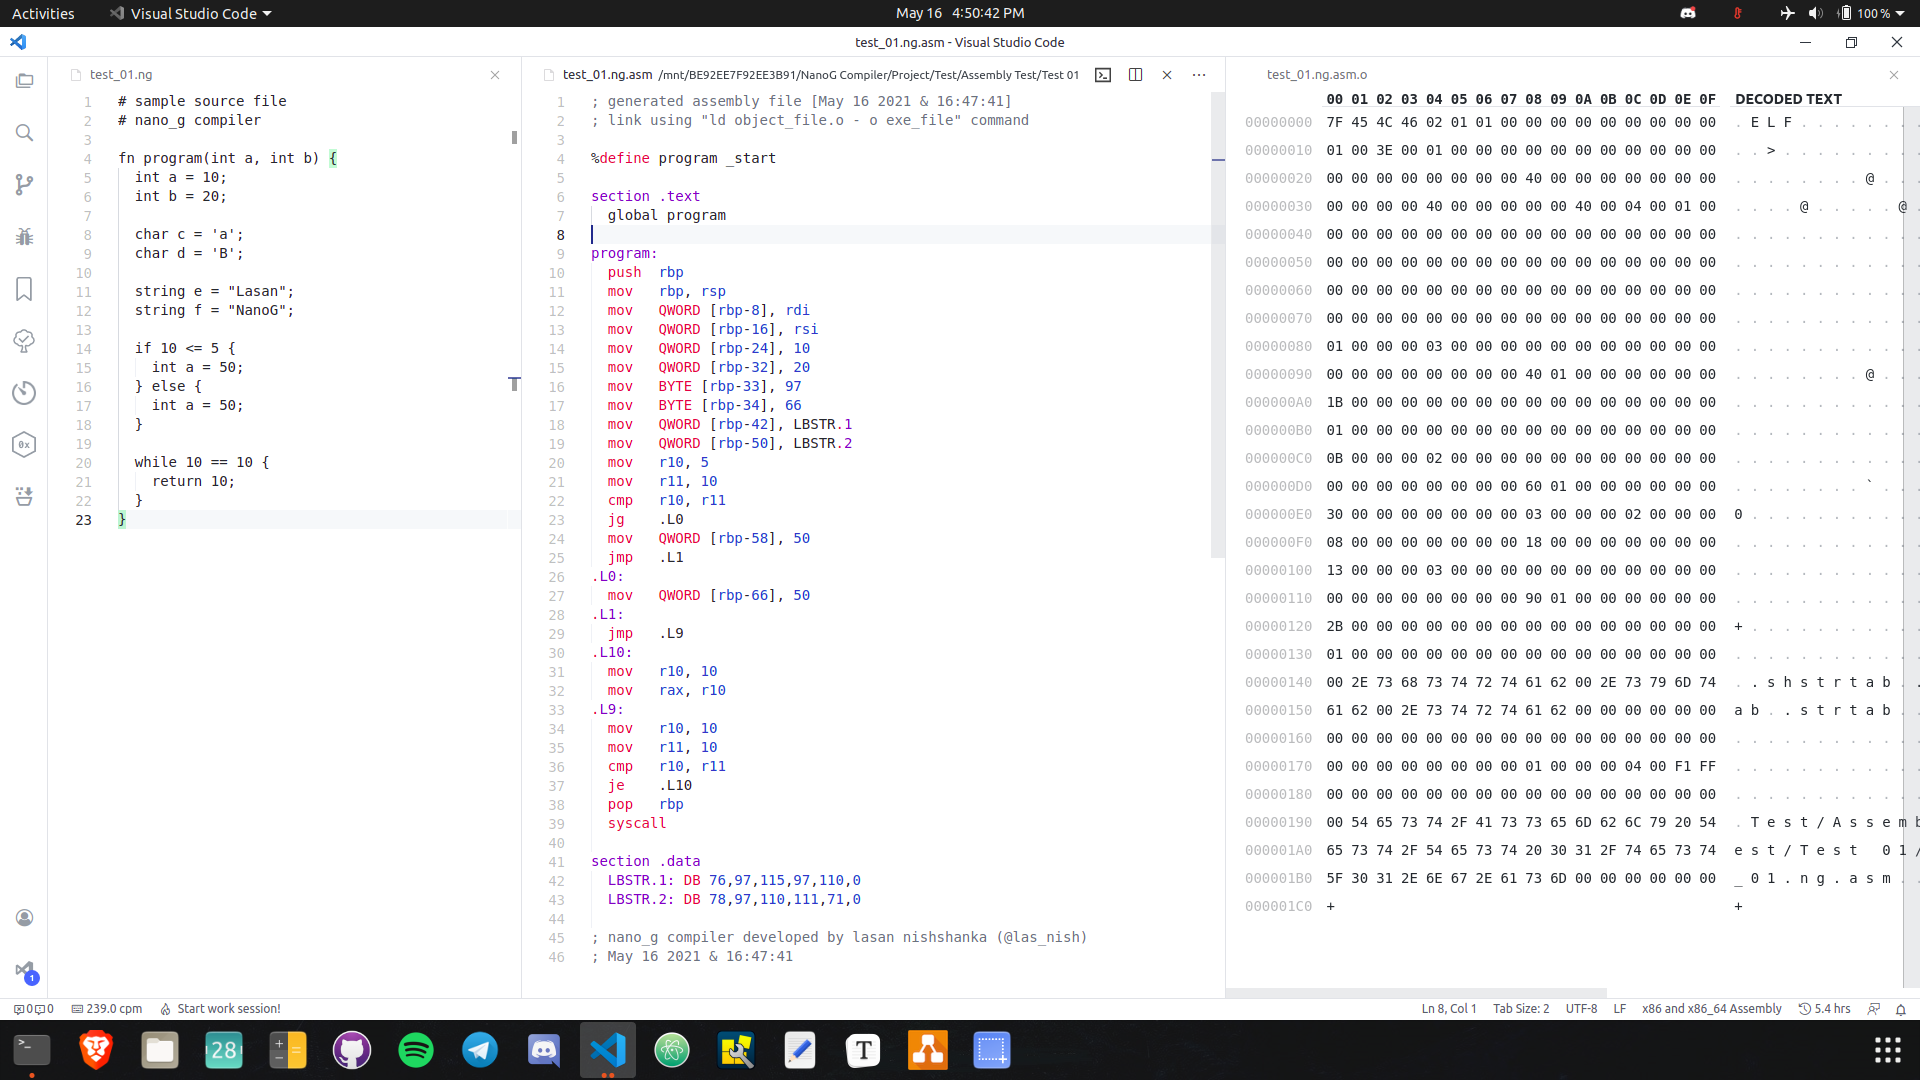 Activities
Visual Studio Code
May 16 4:50:42 PM
100 %
test_01.ng.asm - Visual Studio Code
test_01.ng
1 # sample source file
2 # nano_g compiler
3
4 fn program(int a, int b) {
5 int a = 10;
6 int b = 20;
7
8 char c = 'a';
9 char d = 'B';
10
11 string e = "Lasan";
12 string f = "NanoG";
13
14 if 10 <= 5 {
15 int a = 50;
16 } else {
17 int a = 50;
18 }
19
20 while 10 == 10 {
21 return 10;
22 }
23 }
test_01.ng.asm /mnt/BE92EE7F92EE3B91/NanoG Compiler/Project/Test/Assembly Test/Test 01
1 ; generated assembly file [May 16 2021 & 16:47:41]
2 ; link using "ld object_file.o - o exe_file" command
3
4 %define program _start
5
6 section .text
7 global program
8
9 program:
10 push rbp
11 mov rbp, rsp
12 mov QWORD [rbp-8], rdi
13 mov QWORD [rbp-16], rsi
14 mov QWORD [rbp-24], 10
15 mov QWORD [rbp-32], 20
16 mov BYTE [rbp-33], 97
17 mov BYTE [rbp-34], 66
18 mov QWORD [rbp-42], LBSTR.1
19 mov QWORD [rbp-50], LBSTR.2
20 mov r10, 5
21 mov r11, 10
22 cmp r10, r11
23 jg .L0
24 mov QWORD [rbp-58], 50
25 jmp .L1
26 .L0:
27 mov QWORD [rbp-66], 50
28 .L1:
29 jmp .L9
30 .L10:
31 mov r10, 10
32 mov rax, r10
33 .L9:
34 mov r10, 10
35 mov r11, 10
36 cmp r10, r11
37 je .L10
38 pop rbp
39 syscall
40
41 section .data
42 LBSTR.1: DB 76,97,115,97,110,0
43 LBSTR.2: DB 78,97,110,111,71,0
44
45 ; nano_g compiler developed by lasan nishshanka (@las_nish)
46 ; May 16 2021 & 16:47:41
test_01.ng.asm.o
00 01 02 03 04 05 06 07 08 09 0A 0B 0C 0D 0E 0F DECODED TEXT
00000000 7F 45 4C 46 02 01 01 00 00 00 00 00 00 00 00 00 . E L F . . . . . . .
00000010 01 00 3E 00 01 00 00 00 00 00 00 00 00 00 00 00 . . > . . . . . . . .
00000020 00 00 00 00 00 00 00 00 40 00 00 00 00 00 00 00 . . . . . . . . @ . .
00000030 00 00 00 00 40 00 00 00 00 00 40 00 04 00 01 00 . . . . @ . . . . . @
00000040 00 00 00 00 00 00 00 00 00 00 00 00 00 00 00 00 . . . . . . . . . . .
00000050 00 00 00 00 00 00 00 00 00 00 00 00 00 00 00 00 . . . . . . . . . . .
00000060 00 00 00 00 00 00 00 00 00 00 00 00 00 00 00 00 . . . . . . . . . . .
00000070 00 00 00 00 00 00 00 00 00 00 00 00 00 00 00 00 . . . . . . . . . . .
00000080 01 00 00 00 03 00 00 00 00 00 00 00 00 00 00 00 . . . . . . . . . . .
00000090 00 00 00 00 00 00 00 00 40 01 00 00 00 00 00 00 . . . . . . . . @ . .
000000A0 1B 00 00 00 00 00 00 00 00 00 00 00 00 00 00 00 . . . . . . . . . . .
000000B0 01 00 00 00 00 00 00 00 00 00 00 00 00 00 00 00 . . . . . . . . . . .
000000C0 0B 00 00 00 02 00 00 00 00 00 00 00 00 00 00 00 . . . . . . . . . . .
000000D0 00 00 00 00 00 00 00 00 60 01 00 00 00 00 00 00 . . . . . . . . ` . .
000000E0 30 00 00 00 00 00 00 00 03 00 00 00 02 00 00 00 0 . . . . . . . . . .
000000F0 08 00 00 00 00 00 00 00 18 00 00 00 00 00 00 00 . . . . . . . . . . .
00000100 13 00 00 00 03 00 00 00 00 00 00 00 00 00 00 00 . . . . . . . . . . .
00000110 00 00 00 00 00 00 00 00 90 01 00 00 00 00 00 00 . . . . . . . . . . .
00000120 2B 00 00 00 00 00 00 00 00 00 00 00 00 00 00 00 + . . . . . . . . . .
00000130 01 00 00 00 00 00 00 00 00 00 00 00 00 00 00 00 . . . . . . . . . . .
00000140 00 2E 73 68 73 74 72 74 61 62 00 2E 73 79 6D 74 . . s h s t r t a b . .
00000150 61 62 00 2E 73 74 72 74 61 62 00 00 00 00 00 00 a b . . s t r t a b .
00000160 00 00 00 00 00 00 00 00 00 00 00 00 00 00 00 00 . . . . . . . . . . .
00000170 00 00 00 00 00 00 00 00 01 00 00 00 04 00 F1 FF . . . . . . . . . . .
00000180 00 00 00 00 00 00 00 00 00 00 00 00 00 00 00 00 . . . . . . . . . . .
00000190 00 54 65 73 74 2F 41 73 73 65 6D 62 6C 79 20 54 . T e s t / A s s e m b
000001A0 65 73 74 2F 54 65 73 74 20 30 31 2F 74 65 73 74 e s t / T e s t 0 1 /
000001B0 5F 30 31 2E 6E 67 2E 61 73 6D 00 00 00 00 00 00 _ 0 1 . n g . a s m .
000001C0 + +
0x
1
0 0 239.0 cpm Start work session!
Ln 8, Col 1 Tab Size: 2 UTF-8 LF x86 and x86_64 Assembly 5.4 hrs
28
T